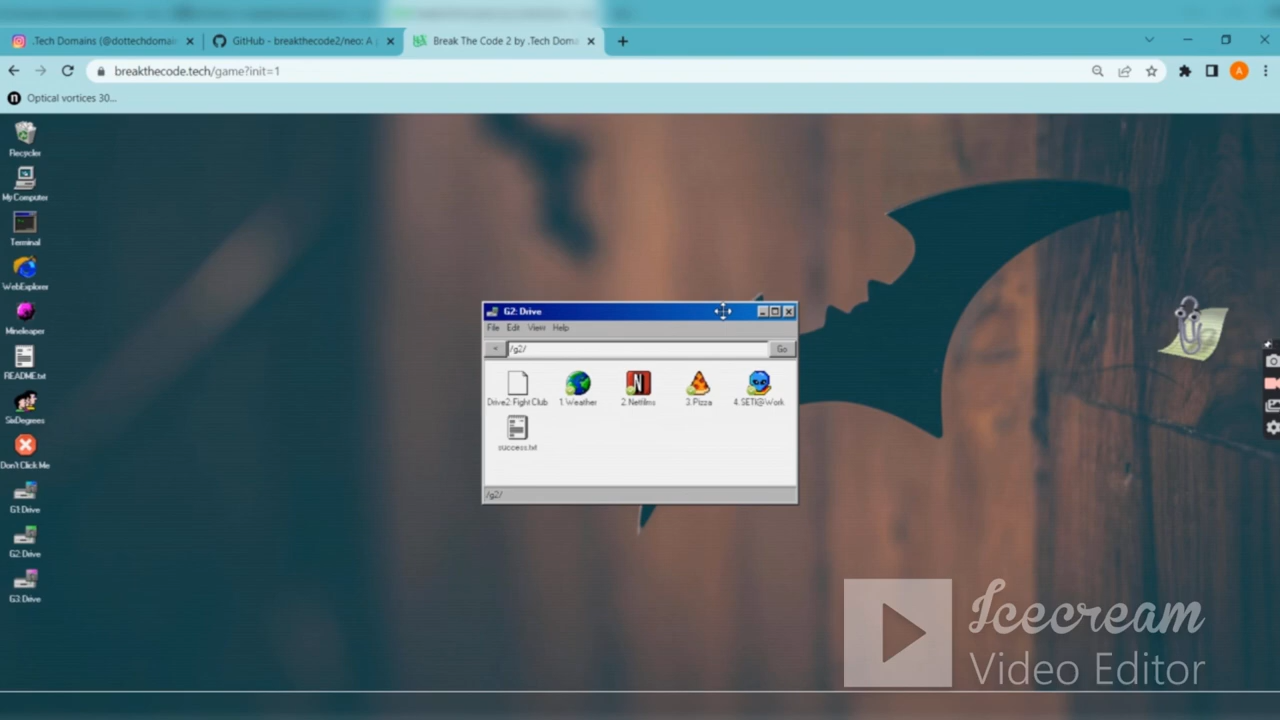 .Tech Domains (@dottechdomai
GitHub - breakthecode2/neo: A
Break The Code 2 by .Tech Doma
breakthecode.tech/game?init=1
A
n
Optical vortices 30...
Recycler
My Computer
Terminal
WebExplorer
Mineleaper
README.txt
SixDegrees
Don't Click Me
G1: Drive
G2: Drive
G3: Drive
G2: Drive
File Edit View Help
< /g2/ Go
Drive2: Fight Club 1. Weather 2. Netfilms 3. Pizza 4. SETI@Work
N
success.txt
/g2/
Icecream
Video Editor